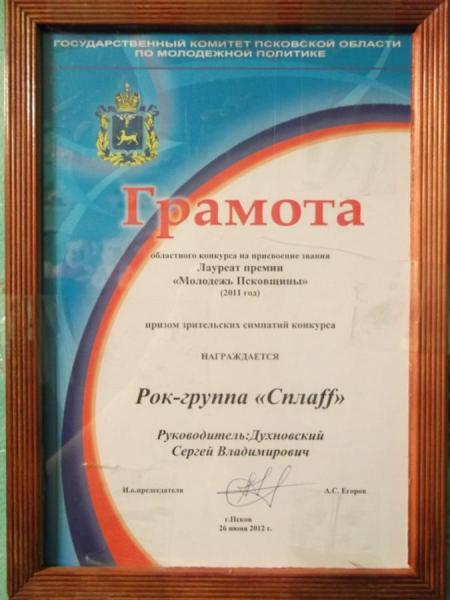 ГОСУДАРСТВЕННЫЙ КОМИТЕТ ПСКОВСКОЙ ОБЛАСТИ
ПО МОЛОДЕЖНОЙ ПОЛИТИКЕ
Грамота
областного конкурса на присвоение звания
Лауреат премии
«Молодежь Псковщины»
(2011 год)
призом зрительских симпатий конкурса
НАГРАЖДАЕТСЯ
Рок-группа «Сплаff»
Руководитель:Духновский
Сергей Владимирович
И.о.председателя
А.С. Егоров
г.Псков
26 июня 2012 г.